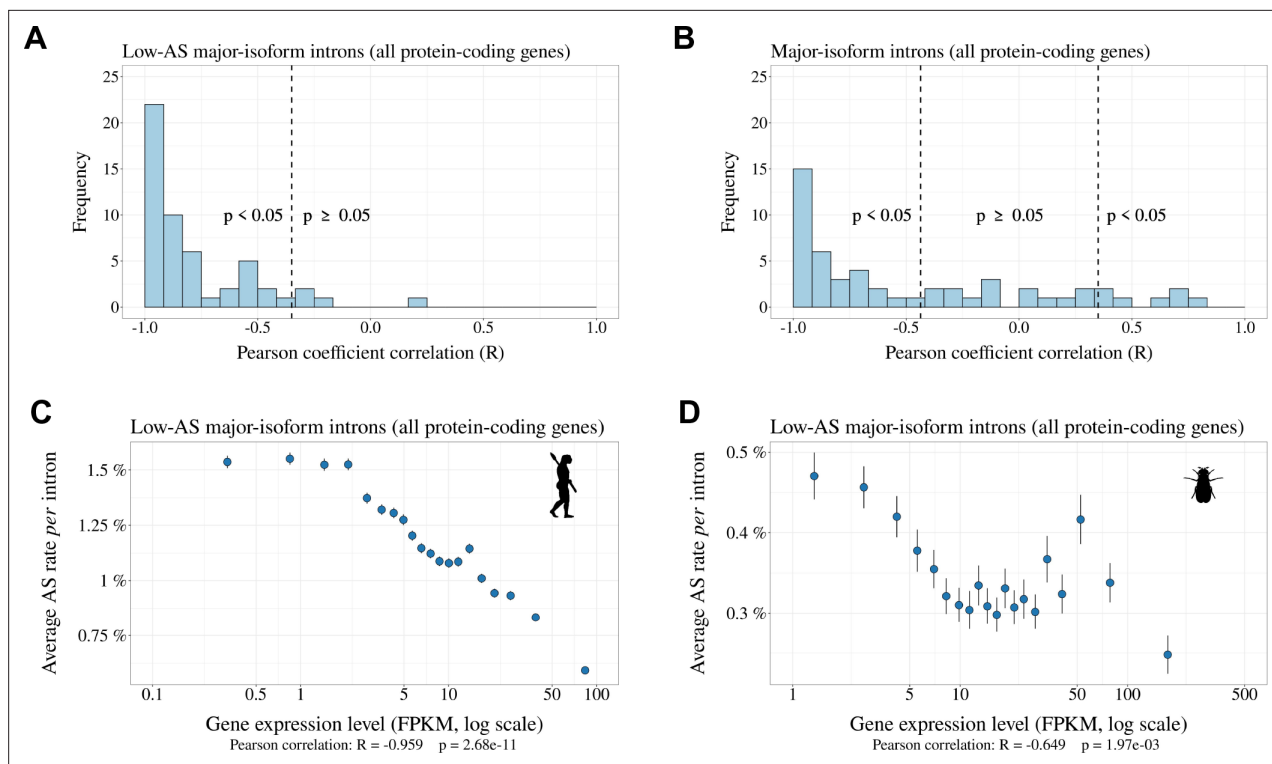 A
Low-AS major-isoform introns (all protein-coding genes)
Frequency
25
20
15
10
5
0
p < 0.05
p ≥ 0.05
-1.0
-0.5
0.0
0.5
1.0
Pearson coefficient correlation (R)
B
Major-isoform introns (all protein-coding genes)
Frequency
25
20
15
10
5
0
p < 0.05
p ≥ 0.05
p < 0.05
-1.0
-0.5
0.0
0.5
1.0
Pearson coefficient correlation (R)
C
Low-AS major-isoform introns (all protein-coding genes)
Average AS rate per intron
1.5 %
1.25 %
1 %
0.75 %
0.1
0.5
1
5
10
50
100
Gene expression level (FPKM, log scale)
Pearson correlation: R = -0.959 p = 2.68e-11
D
Low-AS major-isoform introns (all protein-coding genes)
Average AS rate per intron
0.5 %
0.4 %
0.3 %
1
5
10
50
100
500
Gene expression level (FPKM, log scale)
Pearson correlation: R = -0.649 p = 1.97e-03